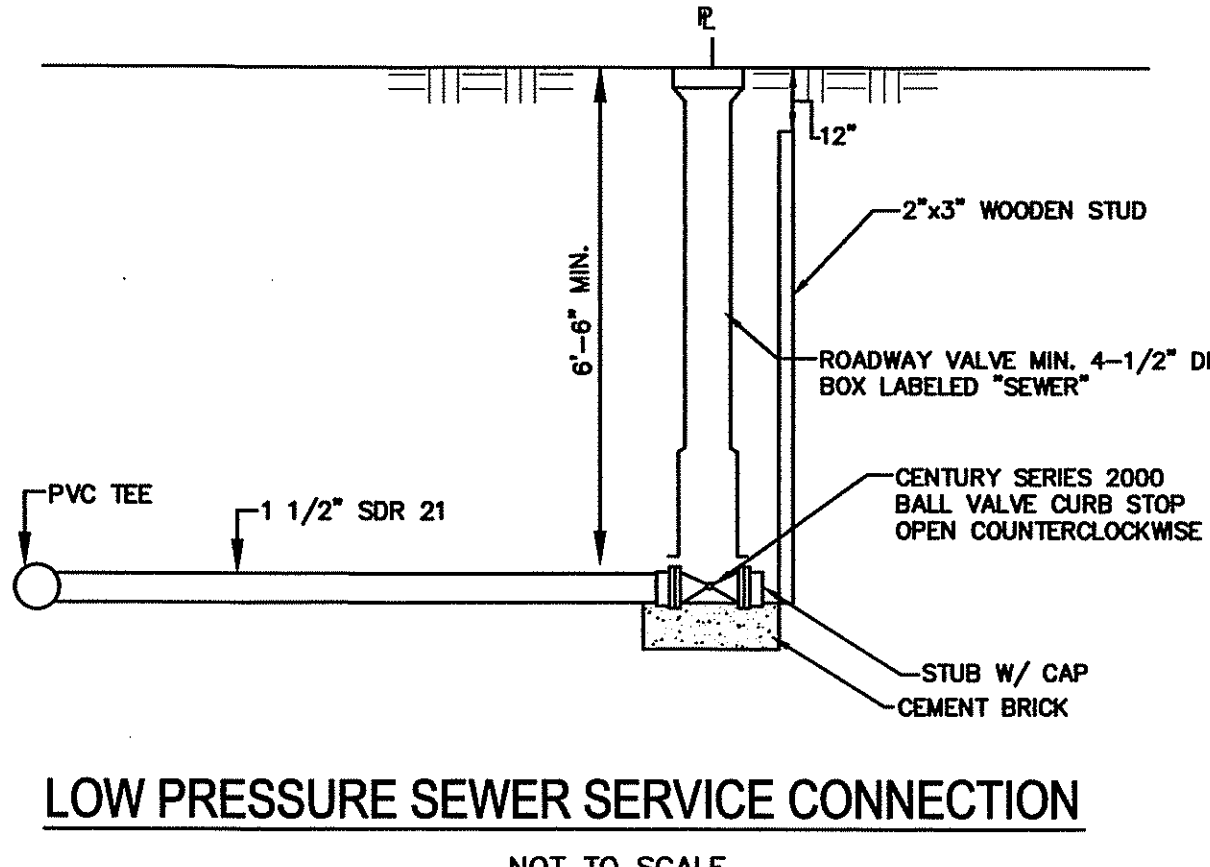 PL
12"
2"x3" WOODEN STUD
6'-6" MIN.
ROADWAY VALVE MIN. 4-1/2"
BOX LABELED "SEWER"
CENTURY SERIES 2000
BALL VALVE CURB STOP
OPEN COUNTERCLOCKWISE
PVC TEE
1 1/2" SDR 21
STUB W/ CAP
CEMENT BRICK
LOW PRESSURE SEWER SERVICE CONNECTION
NOT TO SCALE